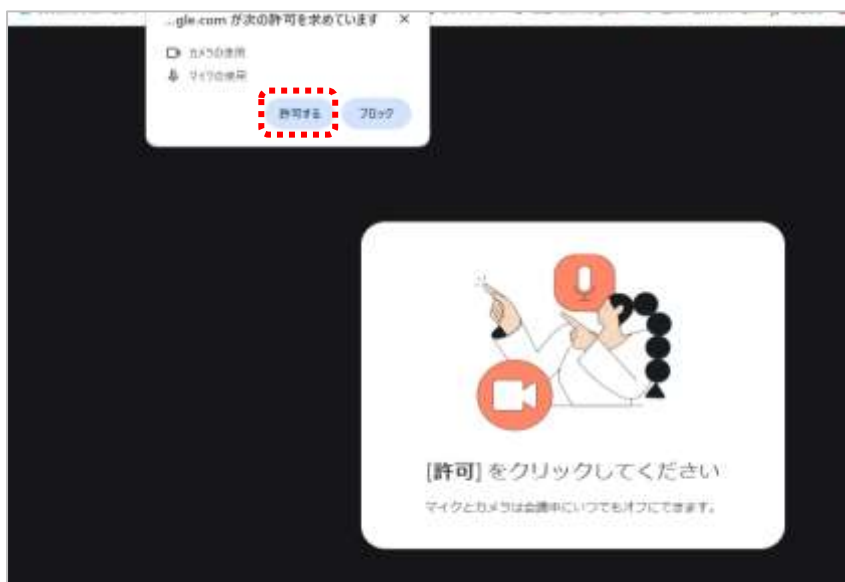 ...gle.com が次の許可を求めています ×
カメラの使用
マイクの使用
許可する ブロック
[許可] をクリックしてください
マイクとカメラは会議中にいつでもオフにできます。